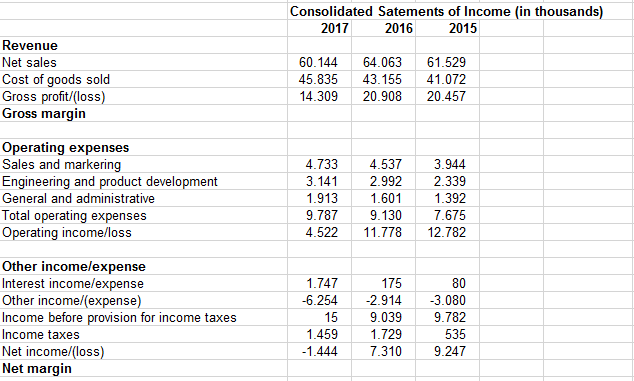 Consolidated Satements of Income (in thousands)
2017 2016 2015
Revenue
Net sales 60.144 64.063 61.529
Cost of goods sold 45.835 43.155 41.072
Gross profit/(loss) 14.309 20.908 20.457
Gross margin
Operating expenses
Sales and markering 4.733 4.537 3.944
Engineering and product development 3.141 2.992 2.339
General and administrative 1.913 1.601 1.392
Total operating expenses 9.787 9.130 7.675
Operating income/loss 4.522 11.778 12.782
Other income/expense
Interest income/expense 1.747 175 80
Other income/(expense) -6.254 -2.914 -3.080
Income before provision for income taxes 15 9.039 9.782
Income taxes 1.459 1.729 535
Net income/(loss) -1.444 7.310 9.247
Net margin